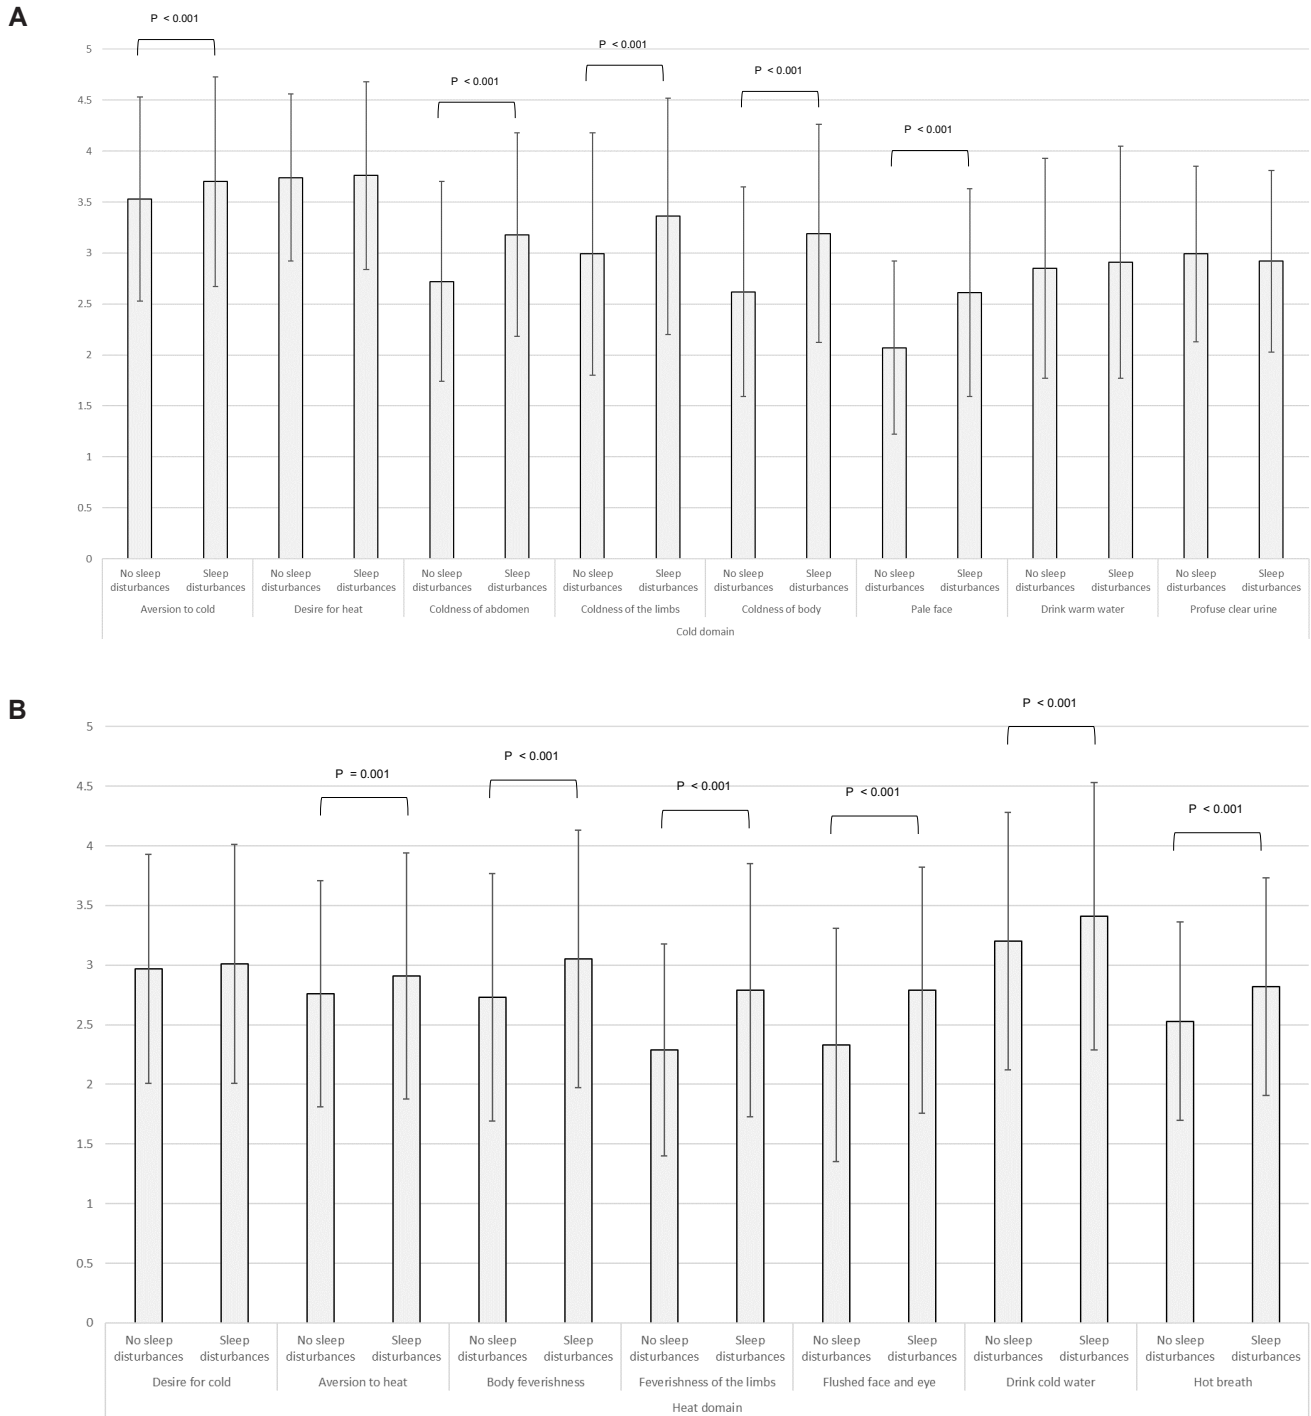 A
P < 0.001
P < 0.001
P < 0.001
P < 0.001
P < 0.001
5
4.5
4
3.5
3
2.5
2
1.5
1
0.5
0
No sleep disturbances
Sleep disturbances
No sleep disturbances
Sleep disturbances
No sleep disturbances
Sleep disturbances
No sleep disturbances
Sleep disturbances
No sleep disturbances
Sleep disturbances
No sleep disturbances
Sleep disturbances
No sleep disturbances
Sleep disturbances
No sleep disturbances
Sleep disturbances
Aversion to cold
Desire for heat
Coldness of abdomen
Coldness of the limbs
Coldness of body
Pale face
Drink warm water
Profuse clear urine
Cold domain
B
P = 0.001
P < 0.001
P < 0.001
P < 0.001
P < 0.001
P < 0.001
5
4.5
4
3.5
3
2.5
2
1.5
1
0.5
0
No sleep disturbances
Sleep disturbances
No sleep disturbances
Sleep disturbances
No sleep disturbances
Sleep disturbances
No sleep disturbances
Sleep disturbances
No sleep disturbances
Sleep disturbances
No sleep disturbances
Sleep disturbances
No sleep disturbances
Sleep disturbances
Desire for cold
Aversion to heat
Body feverishness
Feverishness of the limbs
Flushed face and eye
Drink cold water
Hot breath
Heat domain